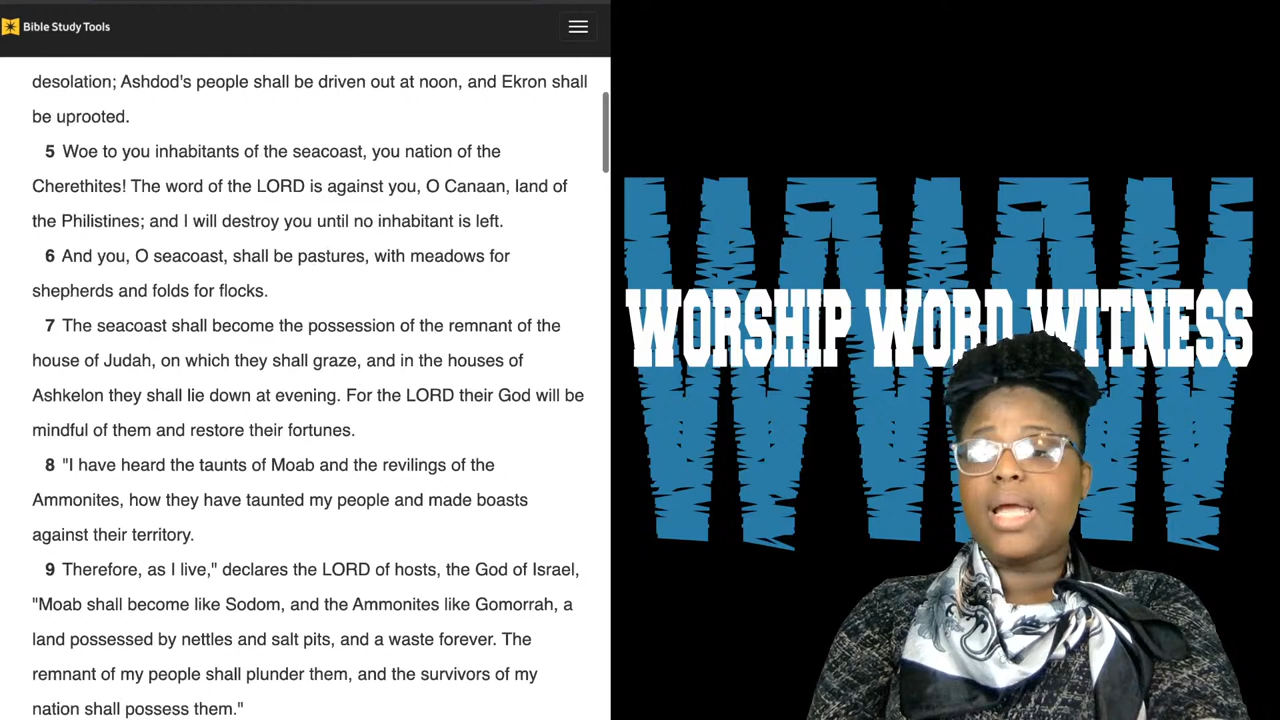 Bible Study Tools
desolation; Ashdod's people shall be driven out at noon, and Ekron shall
be uprooted.
5 Woe to you inhabitants of the seacoast, you nation of the
Cherethites! The word of the LORD is against you, O Canaan, land of
the Philistines; and I will destroy you until no inhabitant is left.
6 And you, O seacoast, shall be pastures, with meadows for
shepherds and folds for flocks.
7 The seacoast shall become the possession of the remnant of the
house of Judah, on which they shall graze, and in the houses of
Ashkelon they shall lie down at evening. For the LORD their God will be
mindful of them and restore their fortunes.
8 "I have heard the taunts of Moab and the revilings of the
Ammonites, how they have taunted my people and made boasts
against their territory.
9 Therefore, as I live," declares the LORD of hosts, the God of Israel,
"Moab shall become like Sodom, and the Ammonites like Gomorrah, a
land possessed by nettles and salt pits, and a waste forever. The
remnant of my people shall plunder them, and the survivors of my
nation shall possess them."
WWW
WORSHIP WORD WITNESS